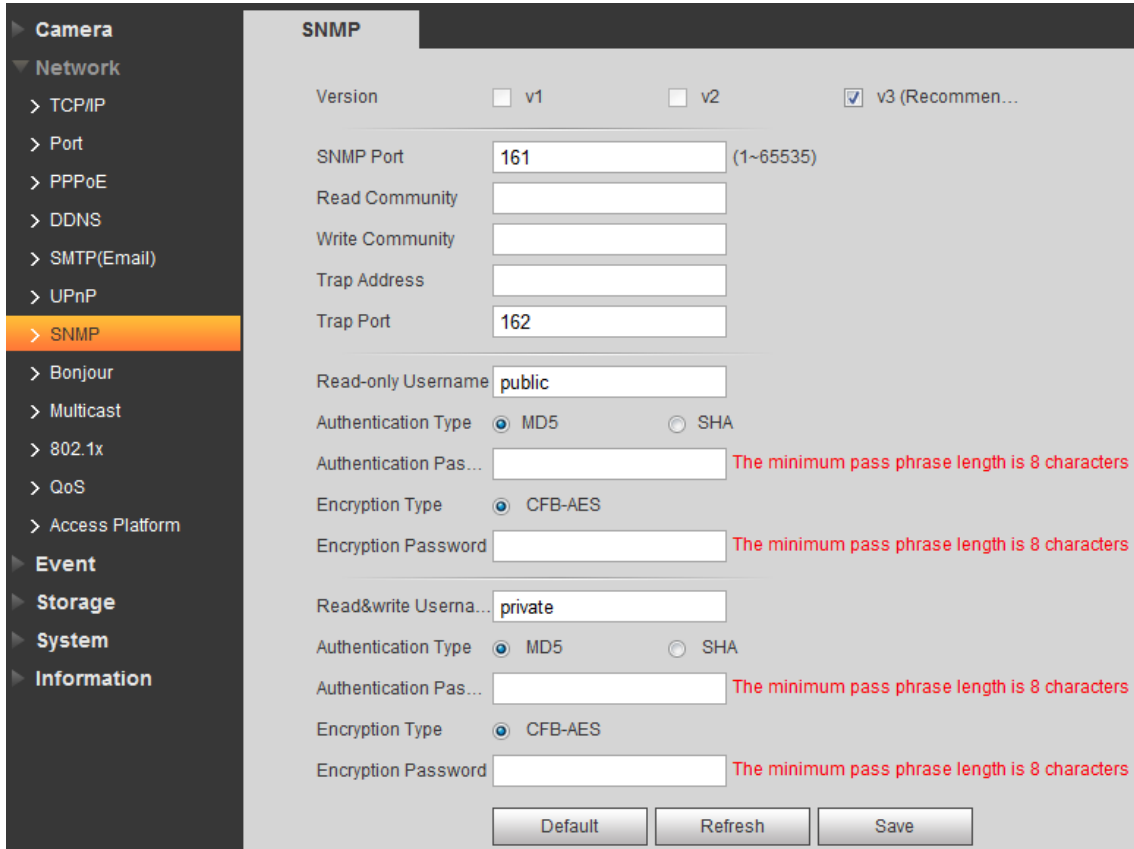 Camera
Network
TCP/IP
Port
PPPoE
DDNS
SMTP(Email)
UPnP
SNMP
Bonjour
Multicast
802.1x
QoS
Access Platform
Event
Storage
System
Information
SNMP
Version v1 v2 v3 (Recommen...
SNMP Port 161 (1~65535)
Read Community
Write Community
Trap Address
Trap Port 162
Read-only Username public
Authentication Type MD5 SHA
Authentication Pas... The minimum pass phrase length is 8 characters
Encryption Type CFB-AES
Encryption Password The minimum pass phrase length is 8 characters
Read&write Userna... private
Authentication Type MD5 SHA
Authentication Pas... The minimum pass phrase length is 8 characters
Encryption Type CFB-AES
Encryption Password The minimum pass phrase length is 8 characters
Default Refresh Save